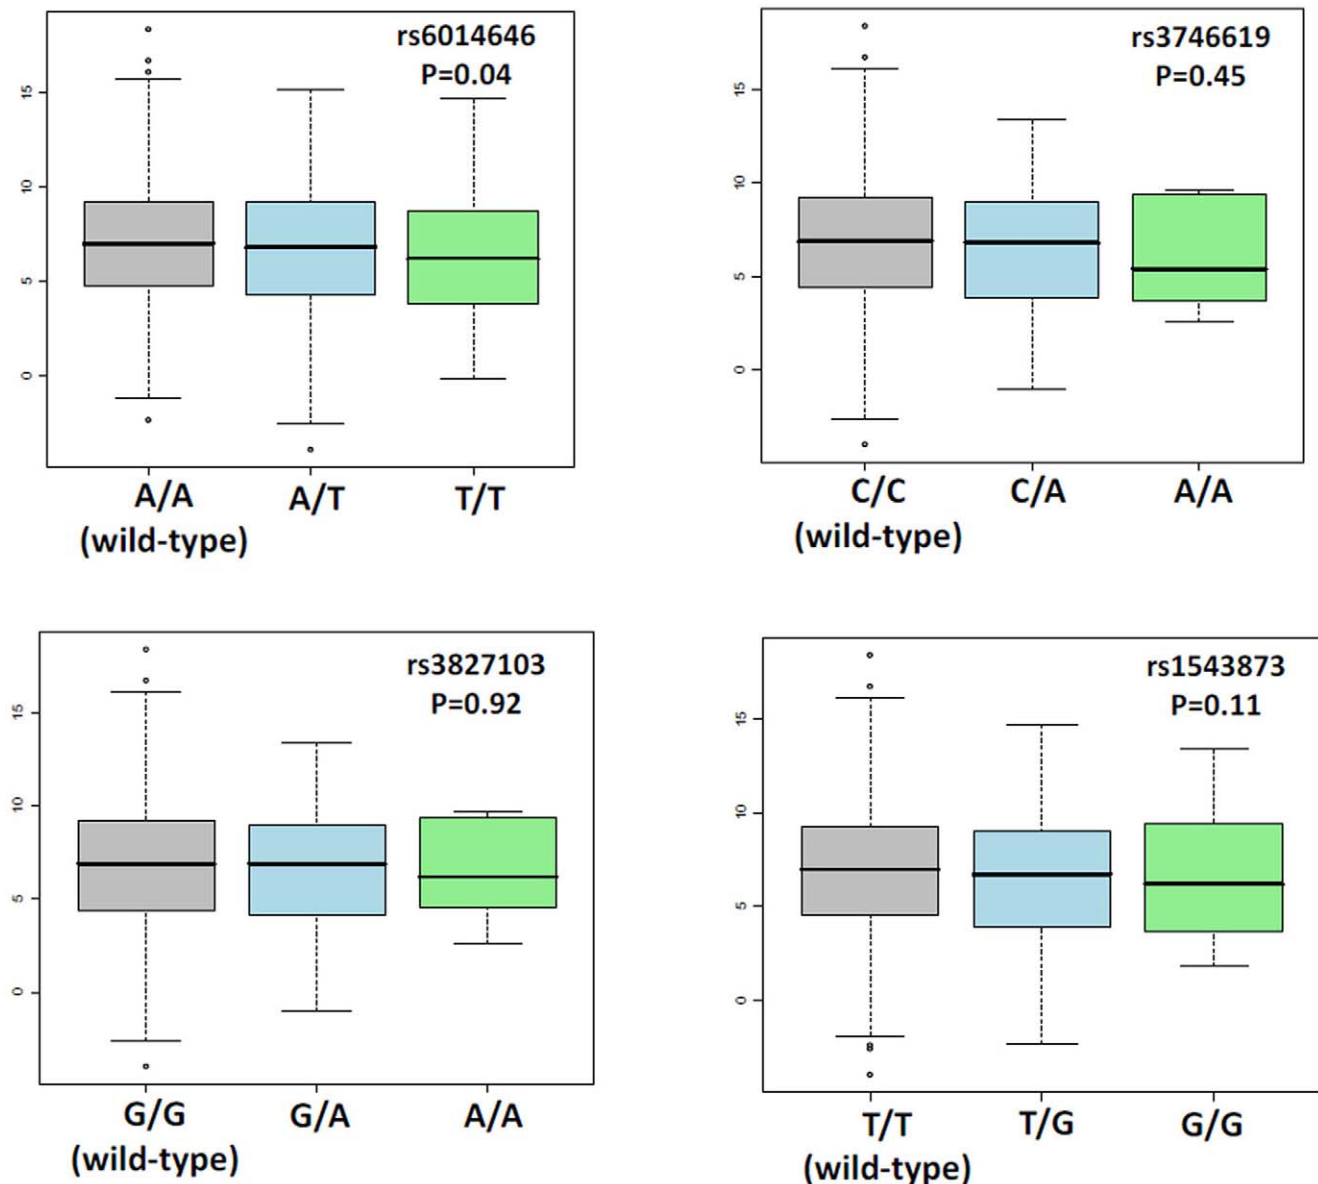 rs6014646
P=0.04
15
10
5
0
A/A
A/T
T/T
(wild-type)
rs3746619
P=0.45
15
10
5
0
C/C
C/A
A/A
(wild-type)
rs3827103
P=0.92
15
10
5
0
G/G
G/A
A/A
(wild-type)
rs1543873
P=0.11
15
10
5
0
T/T
T/G
G/G
(wild-type)